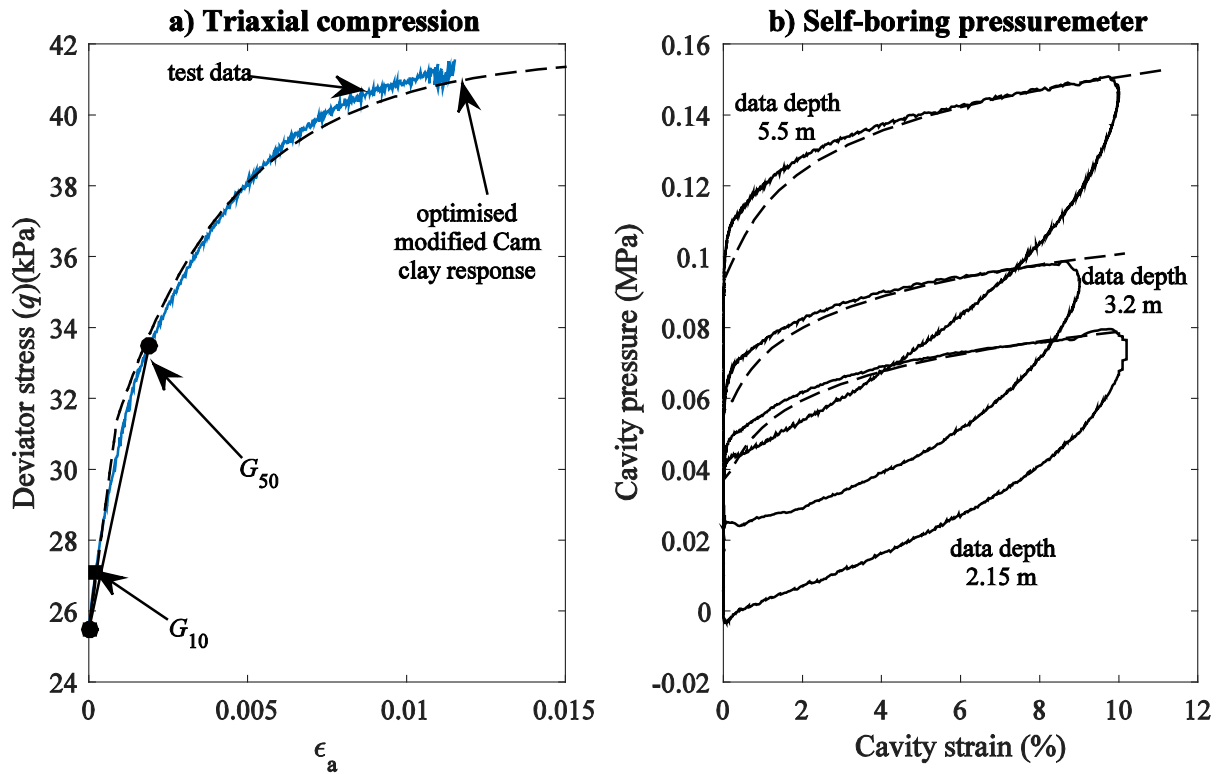 a) Triaxial compression
42
40
38
36
34
32
30
28
26
24
0
0.005
0.01
0.015
Deviator stress (q)(kPa)
ϵa
test data
optimised
modified Cam
clay response
G50
G10
b) Self-boring pressuremeter
0.16
0.14
0.12
0.1
0.08
0.06
0.04
0.02
0
-0.02
0
2
4
6
8
10
12
Cavity pressure (MPa)
Cavity strain (%)
data depth
5.5 m
data depth
3.2 m
data depth
2.15 m